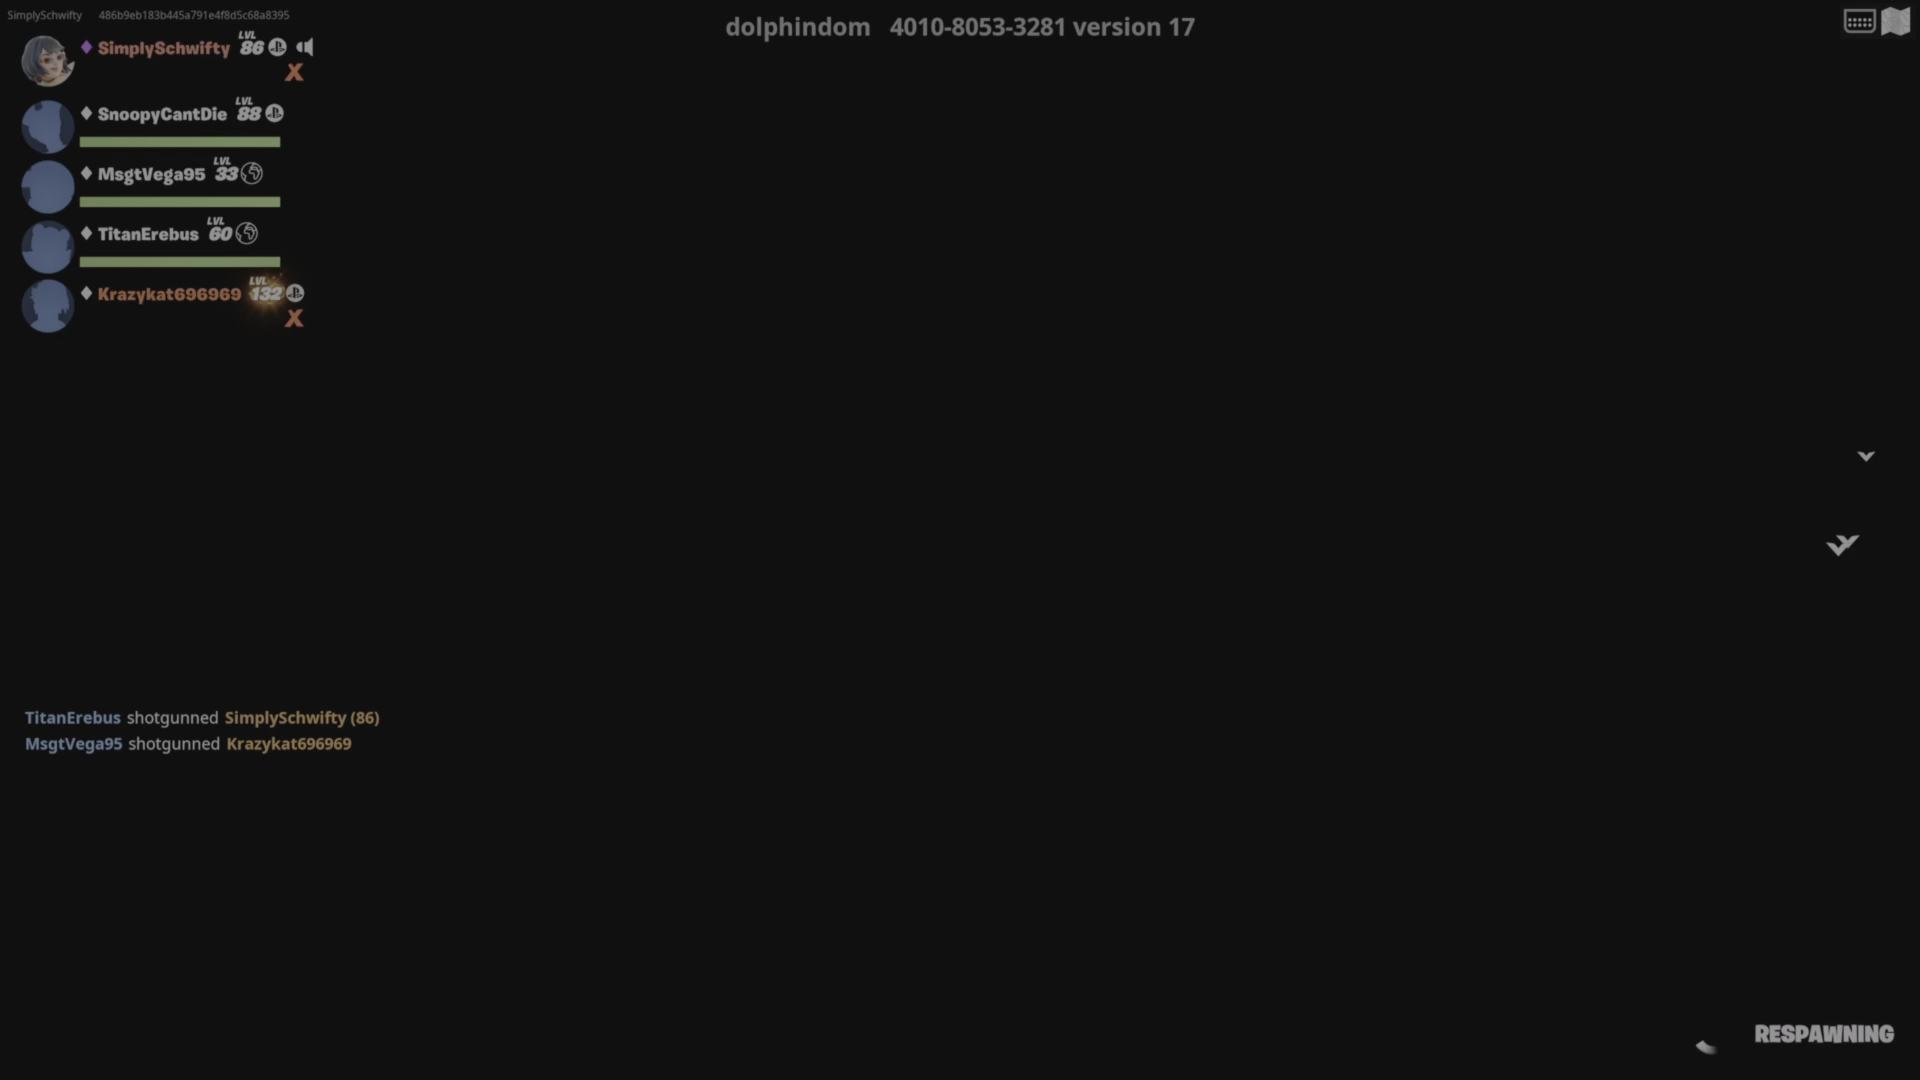 SimplySchwifty 486b9eb183b445a791e4f8d5c68a8395
dolphindom 4010-8053-3281 version 17
SimplySchwifty LVL 86
X
SnoopyCantDie LVL 88
MsgtVega95 LVL 33
TitanErebus LVL 60
Krazykat696969 LVL 132
X
TitanErebus shotgunned SimplySchwifty (86)
MsgtVega95 shotgunned Krazykat696969
RESPAWNING